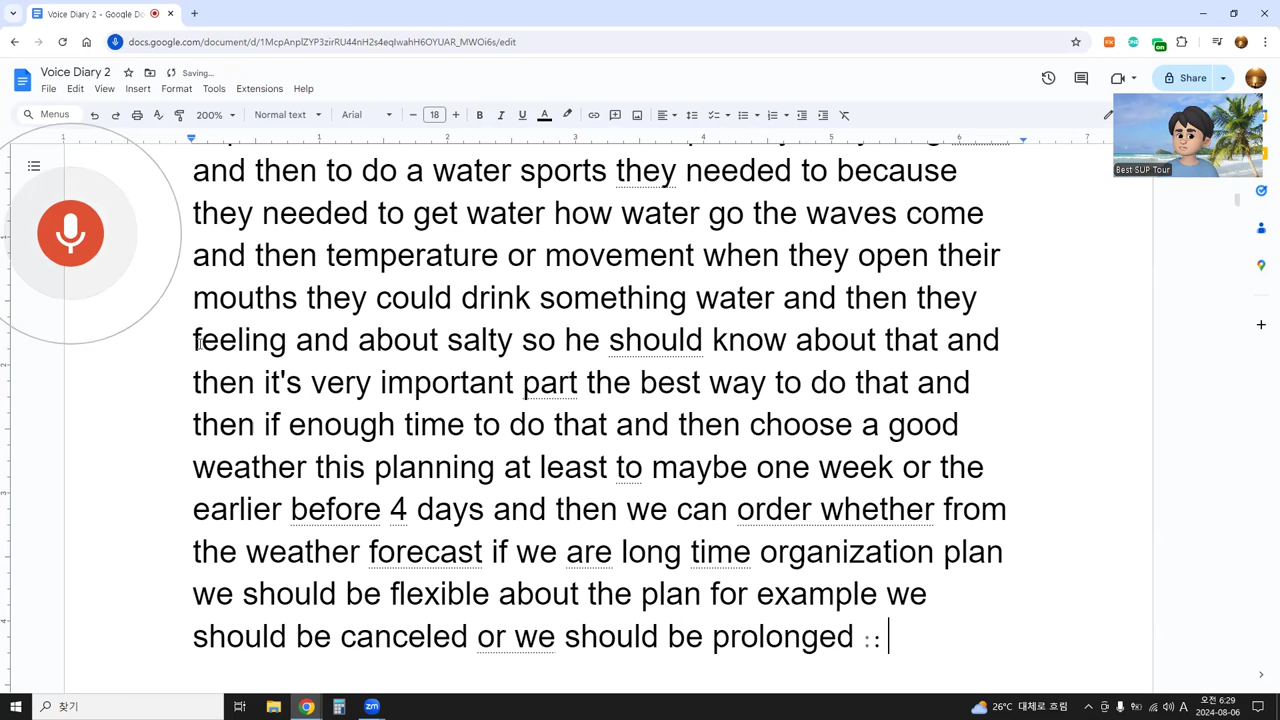 Voice Diary 2 - Google Do
docs.google.com/document/d/1McpAnplZYP3zirRU44nH2s4eqIwahH6OYUAR_MWOi6s/edit
Voice Diary 2
Saving...
File Edit View Insert Format Tools Extensions Help
Share
Menus
200%
Normal text
Arial
18
Best SUP Tour
and then to do a water sports they needed to because
they needed to get water how water go the waves come
and then temperature or movement when they open their
mouths they could drink something water and then they
feeling and about salty so he should know about that and
then it's very important part the best way to do that and
then if enough time to do that and then choose a good
weather this planning at least to maybe one week or the
earlier before 4 days and then we can order whether from
the weather forecast if we are long time organization plan
we should be flexible about the plan for example we
should be canceled or we should be prolonged
찾기
26°C 대체로 흐림
A
오전 6:29
2024-08-06